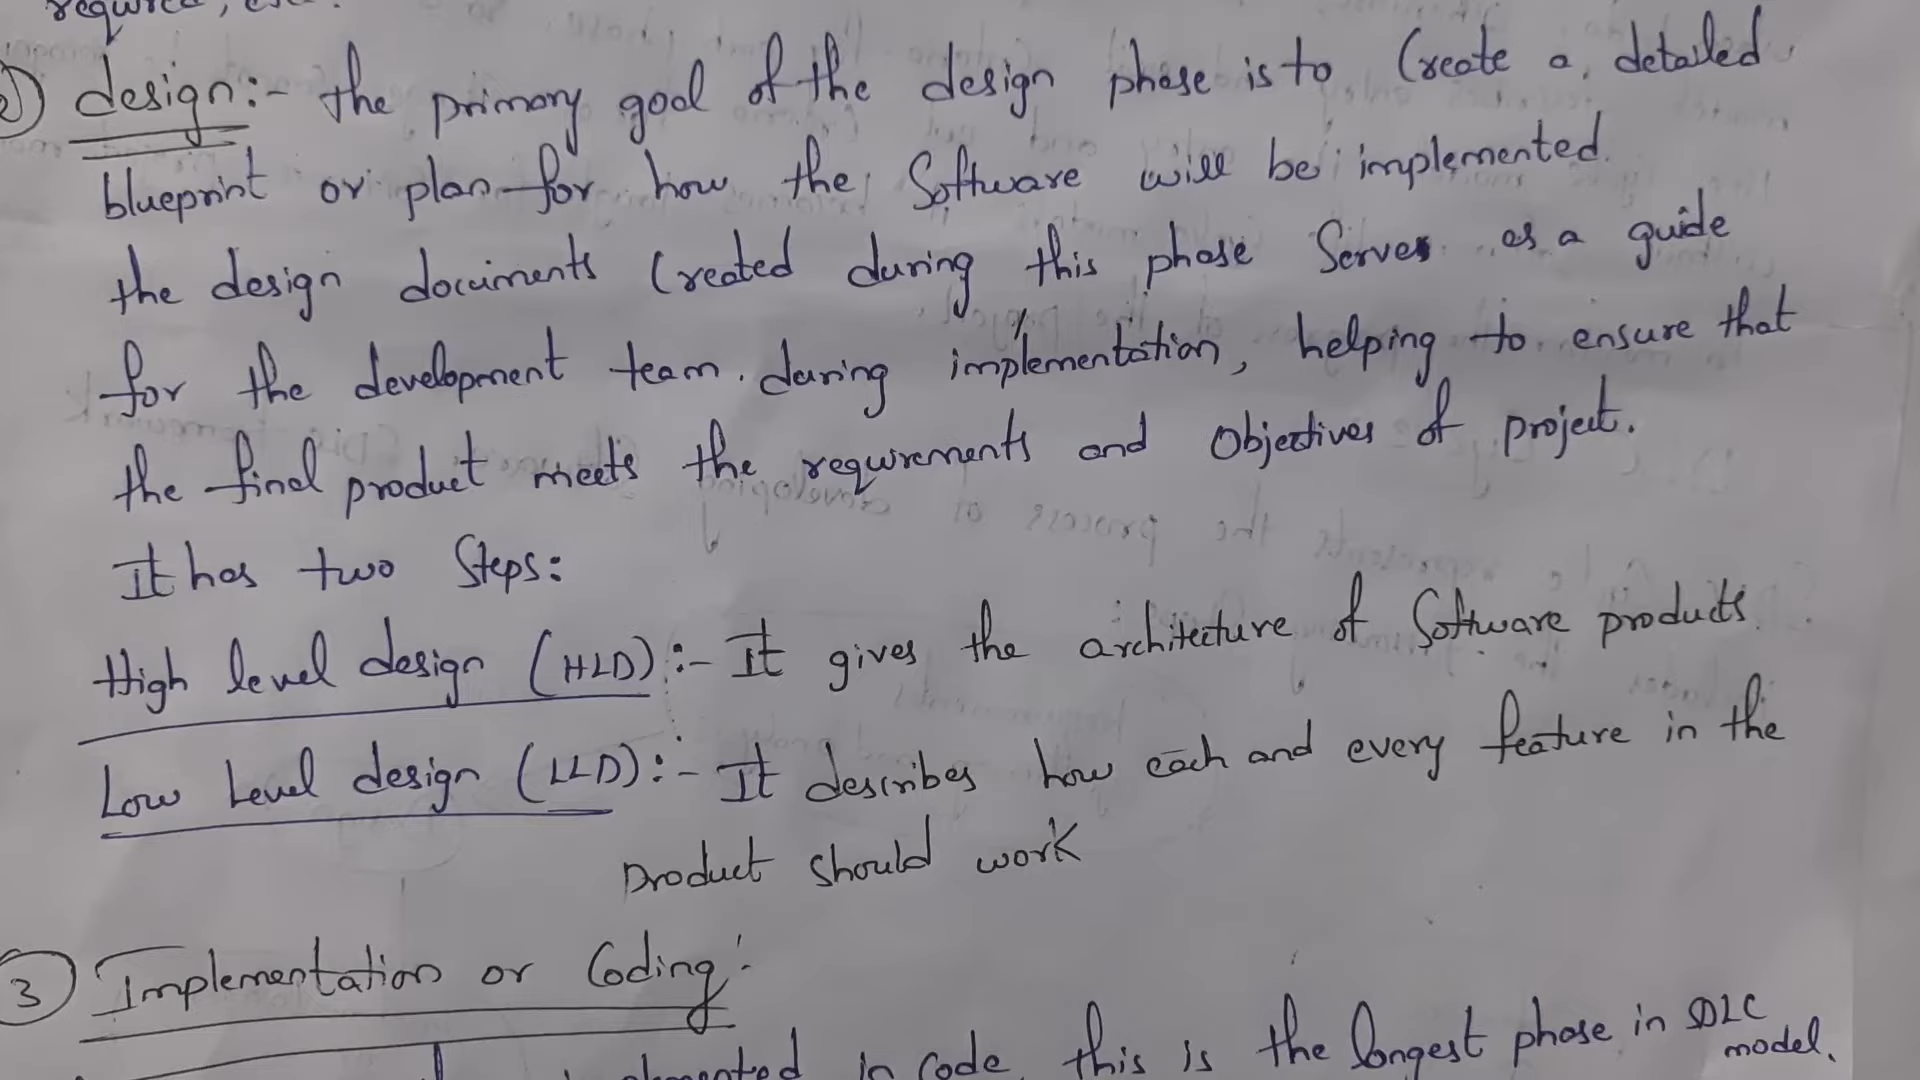 ② design:- the primary goal of the design phase is to Create a detailed
blueprint or plan for how the Software will be implemented.
the design documents Created during this phase Serves as a guide
for the development team. during implementation, helping to ensure that
the final product meets the requirements and Objectives of project.
It has two Steps:
High level design (HLD):- It gives the architecture of Software products.
Low Level design (LLD):- It describes how each and every feature in the
Product should work
③ Implementation or Coding:
in code. this is the longest phase in SDLC
model.